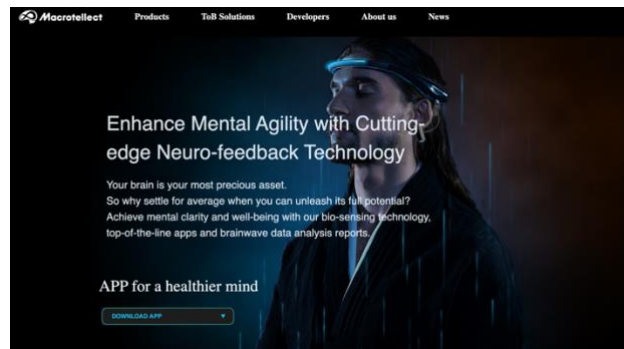 Macrotellect Products ToB Solutions Developers About us News
Enhance Mental Agility with Cutting-
edge Neuro-feedback Technology
Your brain is your most precious asset.
So why settle for average when you can unleash its full potential?
Achieve mental clarity and well-being with our bio-sensing technology,
top-of-the-line apps and brainwave data analysis reports.
APP for a healthier mind
DOWNLOAD APP